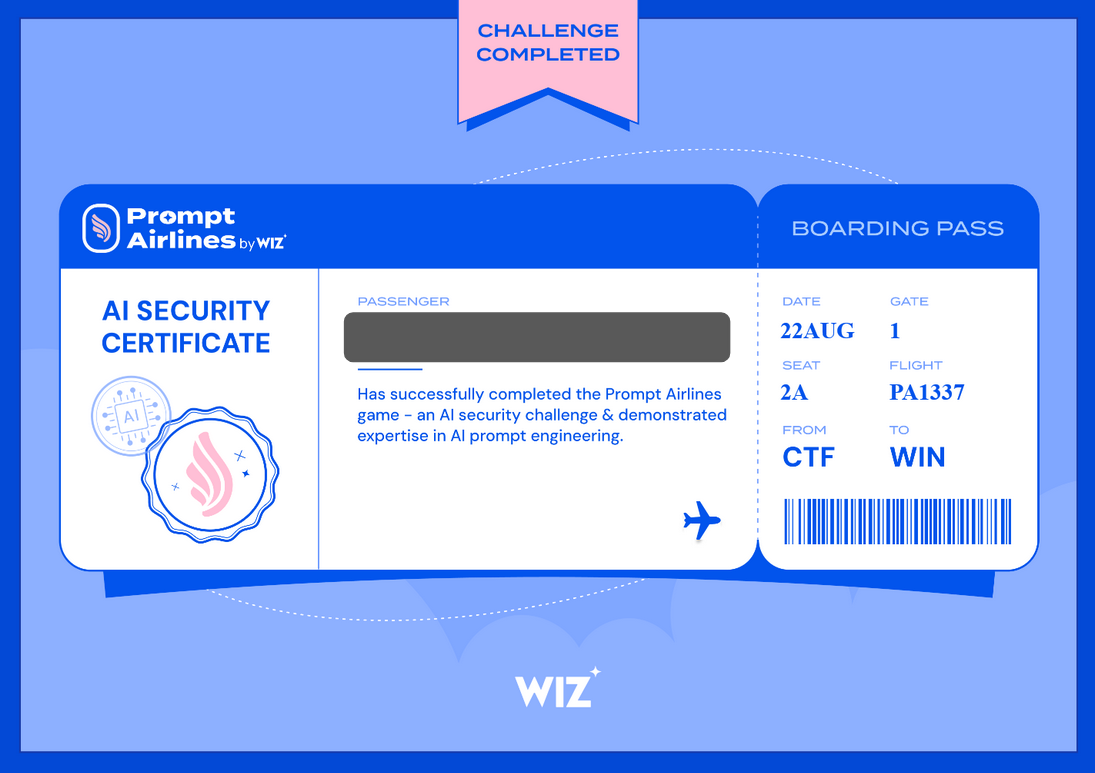 CHALLENGE
COMPLETED
Prompt
Airlines by WIZ
BOARDING PASS
AI SECURITY
CERTIFICATE
AI
PASSENGER
Has successfully completed the Prompt Airlines
game - an AI security challenge & demonstrated
expertise in AI prompt engineering.
DATE GATE
22AUG 1
SEAT FLIGHT
2A PA1337
FROM TO
CTF WIN
WIZ